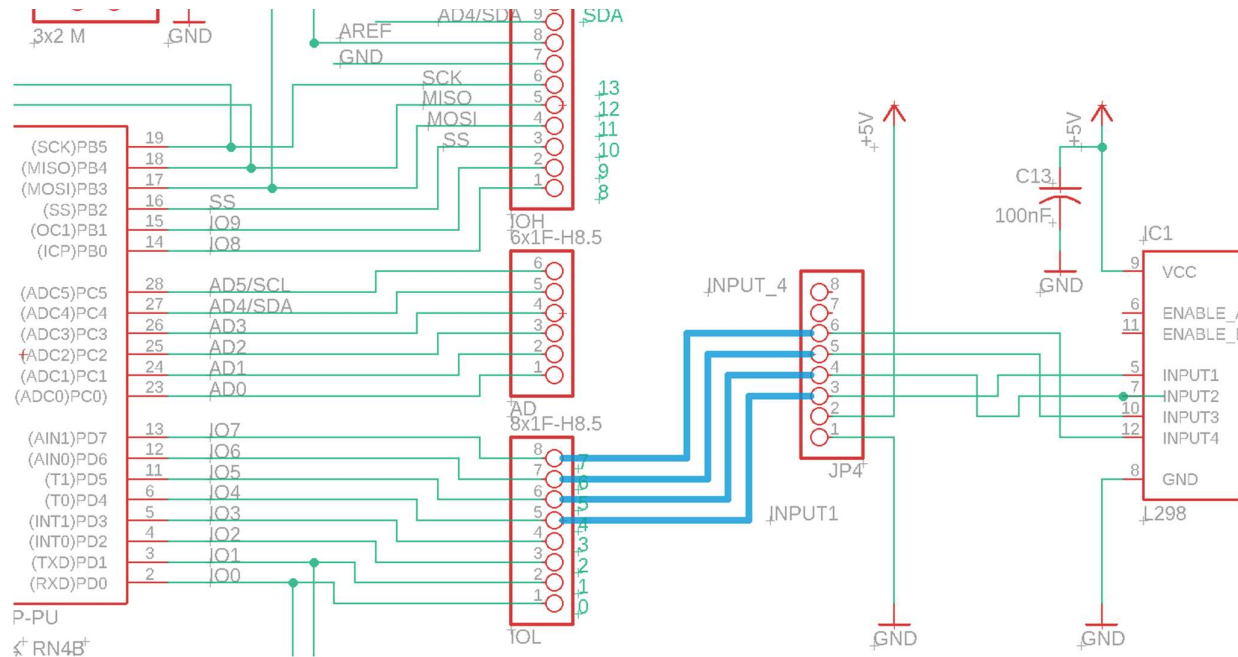 3x2 M
GND
AD4/SDA
9
SDA
AREF
8
GND
7
SCK
6
13
MISO
5
12
MOSI
4
11
SS
3
10
2
9
1
8
IOH
(SCK)PB5 19
(MISO)PB4 18
(MOSI)PB3 17
(SS)PB2 16 SS
(OC1)PB1 15 IO9
(ICP)PB0 14 IO8
6x1F-H8.5
6
5
4
3
2
1
AD
(ADC5)PC5 28 AD5/SCL
(ADC4)PC4 27 AD4/SDA
(ADC3)PC3 26 AD3
(ADC2)PC2 25 AD2
(ADC1)PC1 24 AD1
(ADC0)PC0) 23 AD0
8x1F-H8.5
8
7
6
5
4
3
2
1
7
6
5
4
3
2
1
0
IOL
(AIN1)PD7 13 IO7
(AIN0)PD6 12 IO6
(T1)PD5 11 IO5
(T0)PD4 6 IO4
(INT1)PD3 5 IO3
(INT0)PD2 4 IO2
(TXD)PD1 3 IO1
(RXD)PD0 2 IO0
P-PU
RN4B
INPUT_4
8
7
6
5
4
3
2
1
JP4
INPUT1
+5V
GND
+5V
C13
100nF
GND
IC1
9 VCC
6 ENABLE_
11 ENABLE_
5 INPUT1
7 INPUT2
10 INPUT3
12 INPUT4
8 GND
L298
GND